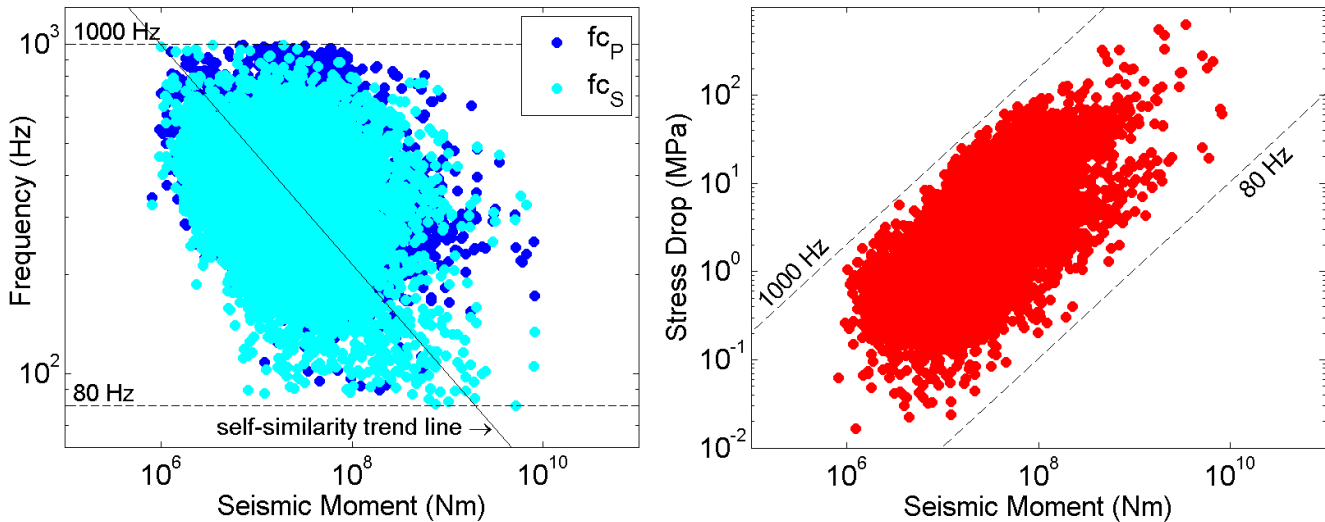 Frequency (Hz)
10³
10²
1000 Hz
80 Hz
fc_P
fc_S
self-similarity trend line →
10⁶ 10⁸ 10¹⁰
Seismic Moment (Nm)
Stress Drop (MPa)
10²
10¹
10⁰
10⁻¹
10⁻²
1000 Hz
80 Hz
10⁶ 10⁸ 10¹⁰
Seismic Moment (Nm)